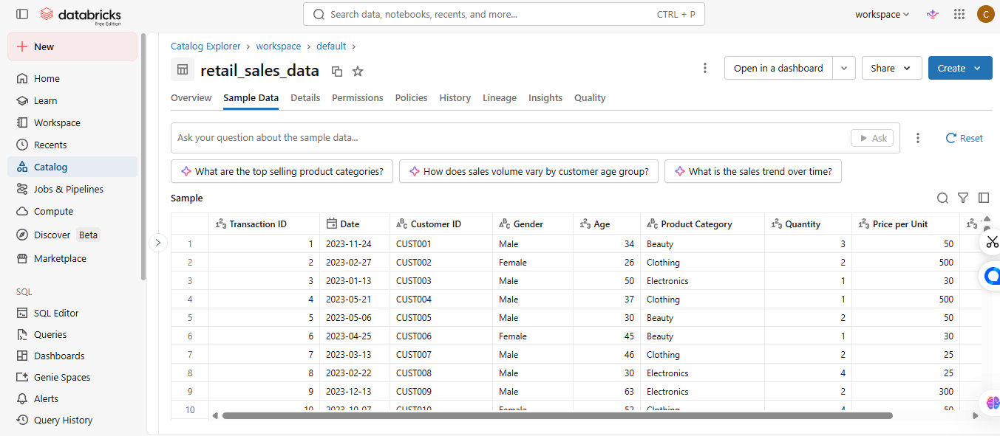 databricks
Free Edition
Search data, notebooks, recents, and more...
CTRL + P
workspace
C
New
Home
Learn
Workspace
Recents
Catalog
Jobs & Pipelines
Compute
Discover Beta
Marketplace
SQL
SQL Editor
Queries
Dashboards
Genie Spaces
Alerts
Query History
Catalog Explorer > workspace > default >
retail_sales_data
Open in a dashboard
Share
Create
Overview Sample Data Details Permissions Policies History Lineage Insights Quality
Ask your question about the sample data...
Ask
Reset
What are the top selling product categories?
How does sales volume vary by customer age group?
What is the sales trend over time?
Sample
Transaction ID Date Customer ID Gender Age Product Category Quantity Price per Unit
1 1 2023-11-24 CUST001 Male 34 Beauty 3 50
2 2 2023-02-27 CUST002 Female 26 Clothing 2 500
3 3 2023-01-13 CUST003 Male 50 Electronics 1 30
4 4 2023-05-21 CUST004 Male 37 Clothing 1 500
5 5 2023-05-06 CUST005 Male 30 Beauty 2 50
6 6 2023-04-25 CUST006 Female 45 Beauty 1 30
7 7 2023-03-13 CUST007 Male 46 Clothing 2 25
8 8 2023-02-22 CUST008 Male 30 Electronics 4 25
9 9 2023-12-13 CUST009 Male 63 Electronics 2 300
10 10 2023-10-07 CUST010 Female 52 Clothing 4 50